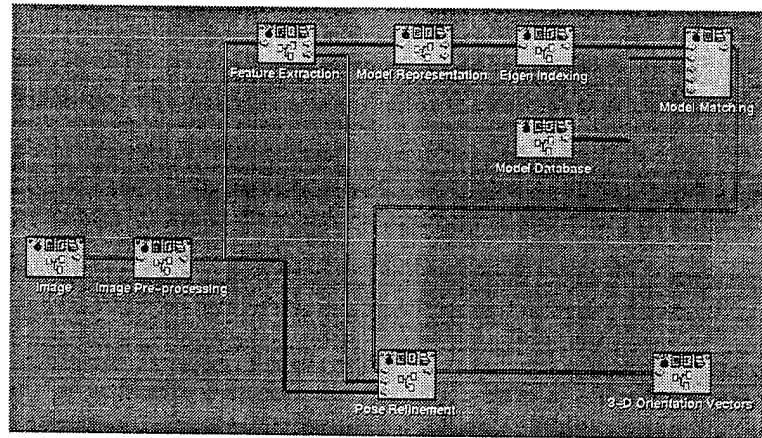 Feature Extraction
Model Representation
Eigen Indexing
Model Matching
Model Database
Image
Image Pre-processing
Pose Refinement
3-D Orientation Vectors